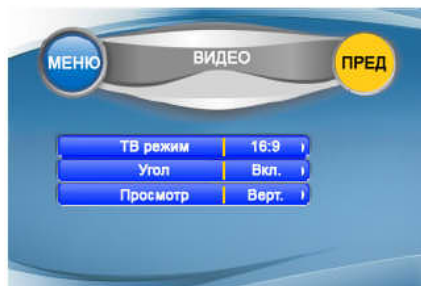 МЕНЮ
ВИДЕО
ПРЕД
ТВ режим 16:9
Угол Вкл.
Просмотр Верт.